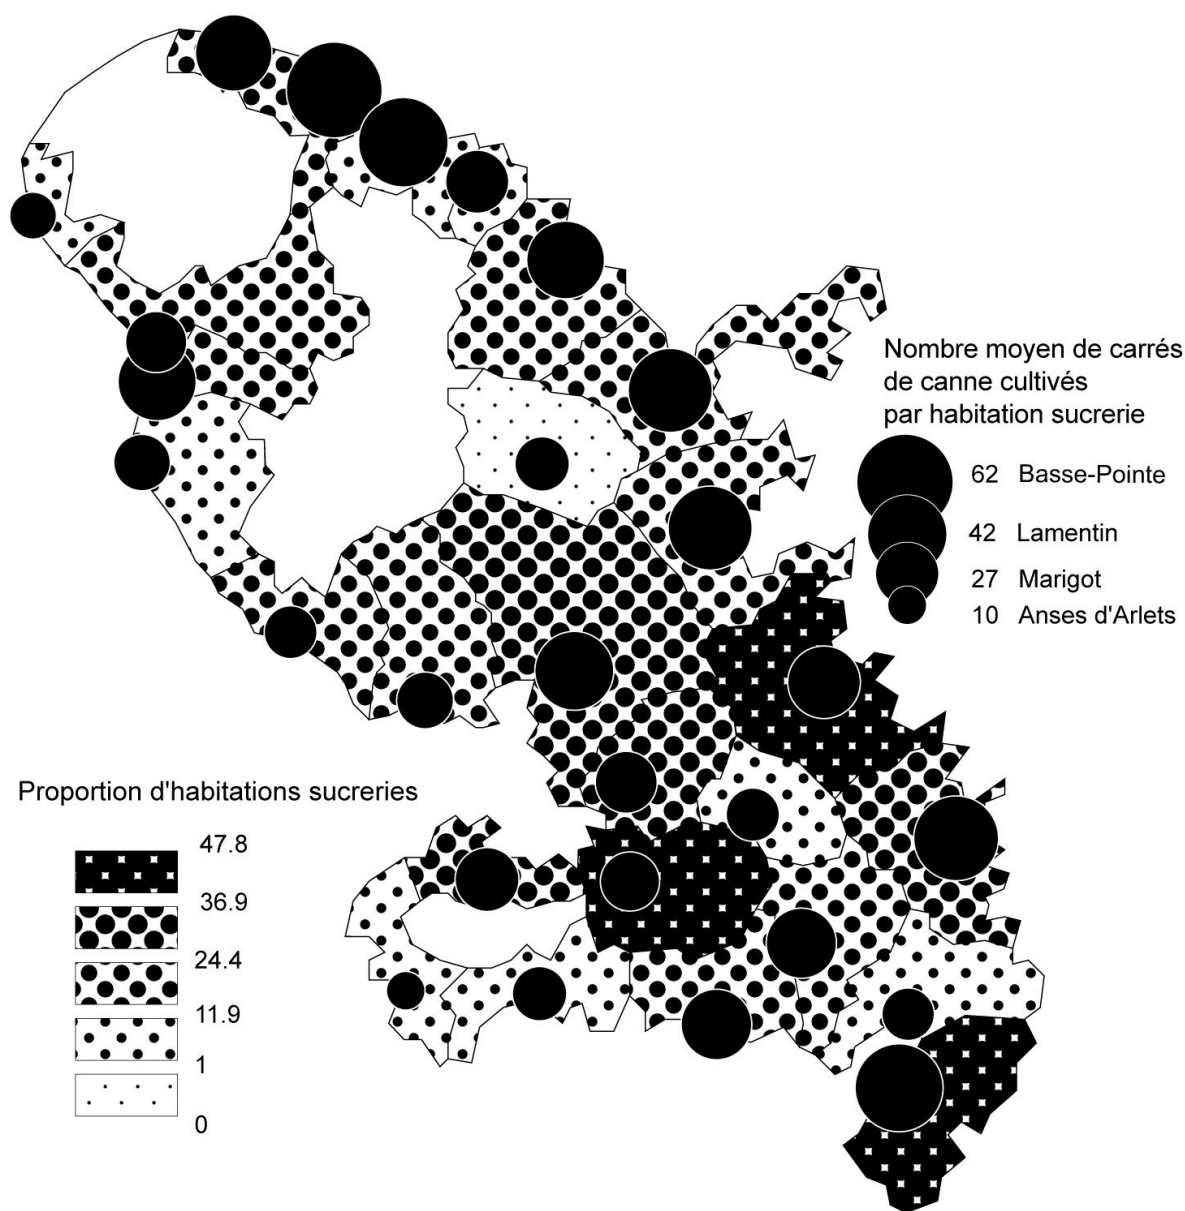 Nombre moyen de carrés
de canne cultivés
par habitation sucrerie
62 Basse-Pointe
42 Lamentin
27 Marigot
10 Anses d'Arlets
Proportion d'habitations sucreries
47.8
36.9
24.4
11.9
1
0